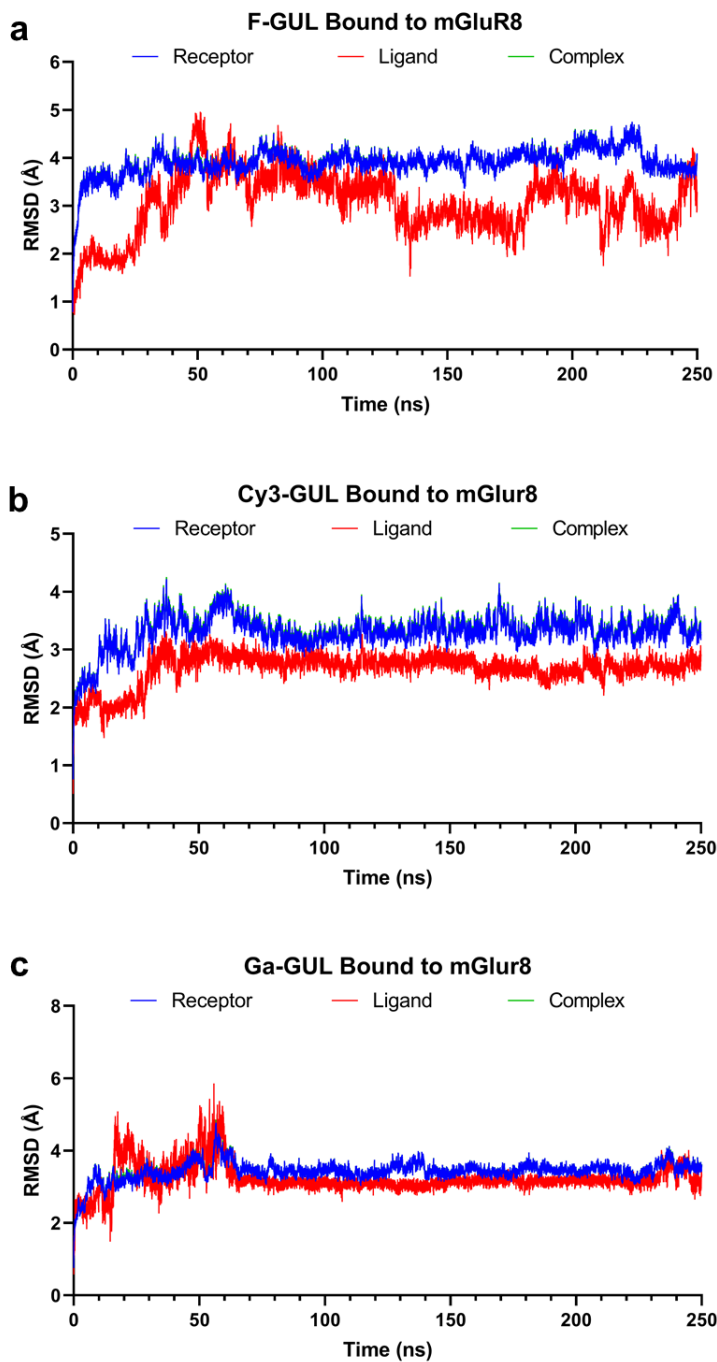 a
F-GUL Bound to mGluR8
Receptor Ligand Complex
6
5
4
3
2
1
0
RMSD (Å)
0 50 100 150 200 250
Time (ns)
b
Cy3-GUL Bound to mGlur8
Receptor Ligand Complex
5
4
3
2
1
0
RMSD (Å)
0 50 100 150 200 250
Time (ns)
c
Ga-GUL Bound to mGlur8
Receptor Ligand Complex
8
6
4
2
0
RMSD (Å)
0 50 100 150 200 250
Time (ns)